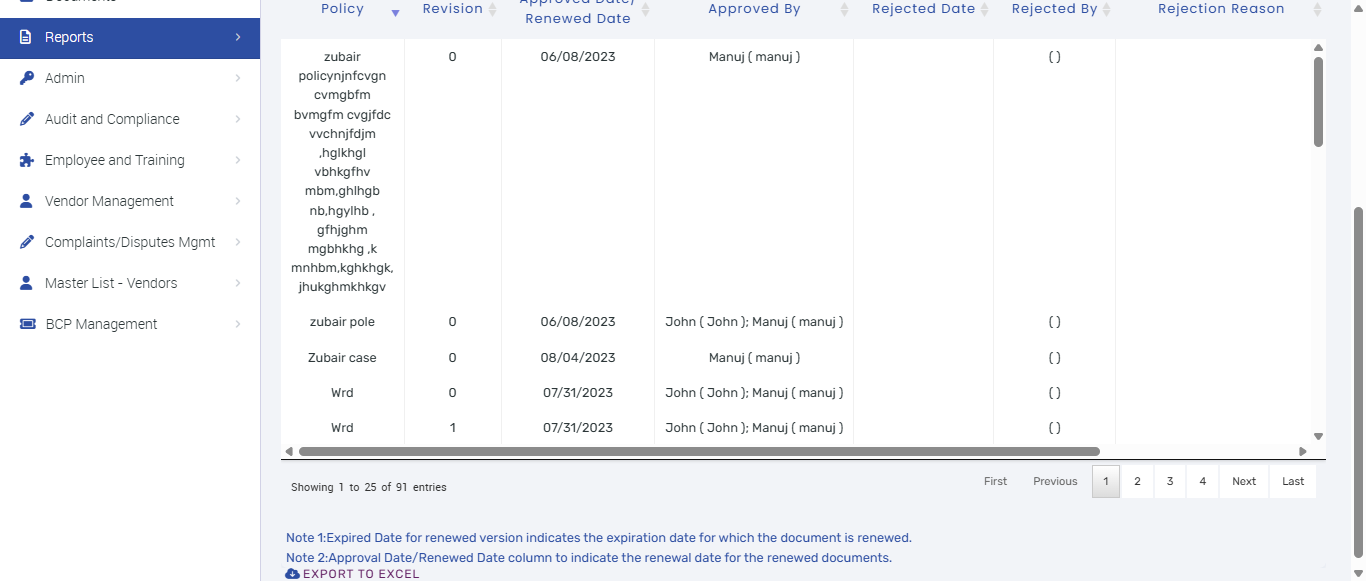 Documents
Reports
Admin
Audit and Compliance
Employee and Training
Vendor Management
Complaints/Disputes Mgmt
Master List - Vendors
BCP Management
Policy
Revision
Approved Date/
Renewed Date
Approved By
Rejected Date
Rejected By
Rejection Reason
zubair
policynjnfcvgn
cvmgbfm
bvmgfm cvgjfdc
vvchnjfdjm
,hglkhgl
vbhkgfhv
mbm,ghlhgb
nb,hgylhb ,
gfhjghm
mgbhkhg ,k
mnhbm,kghkhgk,
jhukghmkhkgv
0
06/08/2023
Manuj ( manuj )
( )
zubair pole 0 06/08/2023 John ( John ); Manuj ( manuj ) ( )
Zubair case 0 08/04/2023 Manuj ( manuj ) ( )
Wrd 0 07/31/2023 John ( John ); Manuj ( manuj ) ( )
Wrd 1 07/31/2023 John ( John ); Manuj ( manuj ) ( )
Showing 1 to 25 of 91 entries
First Previous 1 2 3 4 Next Last
Note 1:Expired Date for renewed version indicates the expiration date for which the document is renewed.
Note 2:Approval Date/Renewed Date column to indicate the renewal date for the renewed documents.
EXPORT TO EXCEL